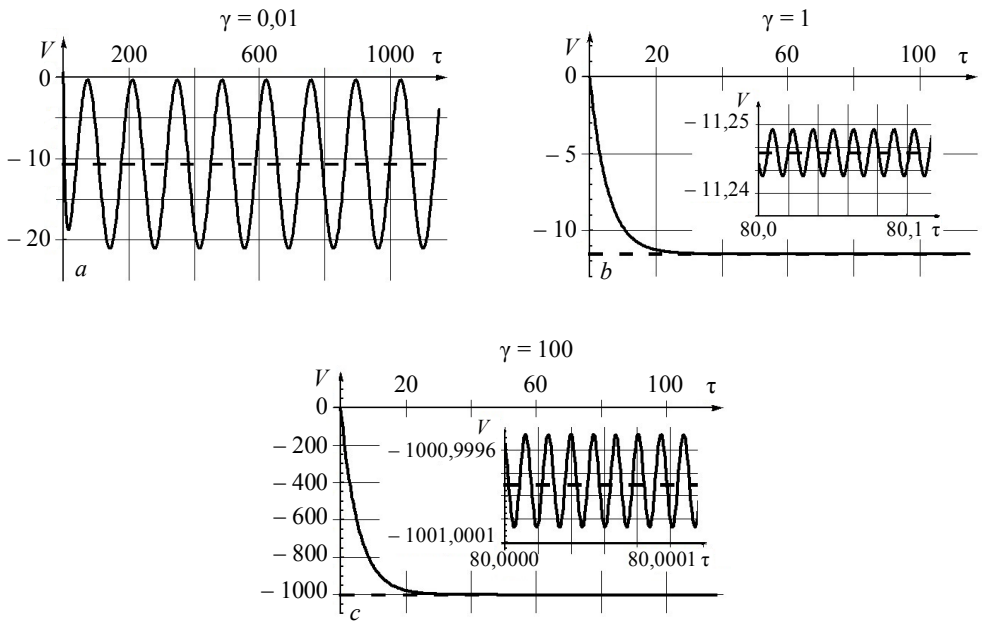 γ = 0,01
V
200
600
1000
τ
0
– 10
– 20
a
γ = 1
V
20
60
100
τ
0
– 5
– 10
b
V
– 11,25
– 11,24
80,0
80,1
τ
γ = 100
V
20
60
100
τ
0
– 200
– 400
– 600
– 800
– 1000
c
V
– 1000,9996
– 1001,0001
80,0000
80,0001
τ